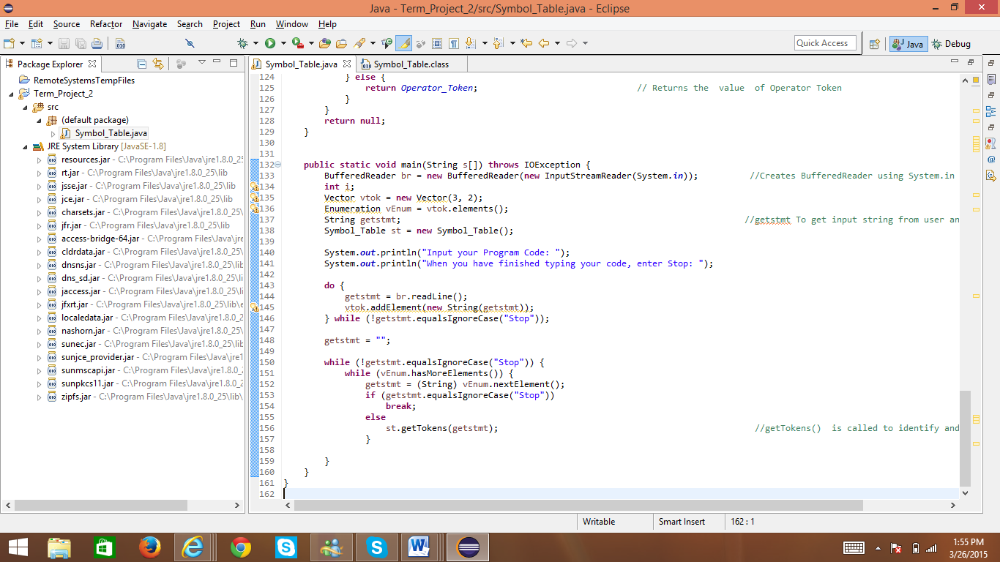 Java - Term_Project_2/src/Symbol_Table.java - Eclipse
File Edit Source Refactor Navigate Search Project Run Window Help
Quick Access Java Debug
Package Explorer
RemoteSystemsTempFiles
Term_Project_2
src
(default package)
Symbol_Table.java
JRE System Library [JavaSE-1.8]
resources.jar - C:\Program Files\Java\jre1.8.0_25
rt.jar - C:\Program Files\Java\jre1.8.0_25\lib
jsse.jar - C:\Program Files\Java\jre1.8.0_25\lib
jce.jar - C:\Program Files\Java\jre1.8.0_25\lib
charsets.jar - C:\Program Files\Java\jre1.8.0_25\
jfr.jar - C:\Program Files\Java\jre1.8.0_25\lib
access-bridge-64.jar - C:\Program Files\Java\jre
cldrdata.jar - C:\Program Files\Java\jre1.8.0_25\
dnsns.jar - C:\Program Files\Java\jre1.8.0_25\lib
dns_sd.jar - C:\Program Files\Java\jre1.8.0_25\li
jaccess.jar - C:\Program Files\Java\jre1.8.0_25\li
jfxrt.jar - C:\Program Files\Java\jre1.8.0_25\lib\e
localedata.jar - C:\Program Files\Java\jre1.8.0_2
nashorn.jar - C:\Program Files\Java\jre1.8.0_25\
sunec.jar - C:\Program Files\Java\jre1.8.0_25\lib
sunjce_provider.jar - C:\Program Files\Java\jre1
sunmscapi.jar - C:\Program Files\Java\jre1.8.0_2
sunpkcs11.jar - C:\Program Files\Java\jre1.8.0_2
zipfs.jar - C:\Program Files\Java\jre1.8.0_25\lib\
Symbol_Table.java Symbol_Table.class
124 } else {
125 return Operator_Token; // Returns the value of Operator Token
126 }
127 }
128 return null;
129 }
130
131
132 public static void main(String s[]) throws IOException {
133 BufferedReader br = new BufferedReader(new InputStreamReader(System.in)); //Creates BufferedReader using System.in
134 int i;
135 Vector vtok = new Vector(3, 2);
136 Enumeration vEnum = vtok.elements();
137 String getstmt; //getstmt To get input string from user an
138 Symbol_Table st = new Symbol_Table();
139
140 System.out.println("Input your Program Code: ");
141 System.out.println("When you have finished typing your code, enter Stop: ");
142
143 do {
144 getstmt = br.readLine();
145 vtok.addElement(new String(getstmt));
146 } while (!getstmt.equalsIgnoreCase("Stop"));
147
148 getstmt = "";
149
150 while (!getstmt.equalsIgnoreCase("Stop")) {
151 while (vEnum.hasMoreElements()) {
152 getstmt = (String) vEnum.nextElement();
153 if (getstmt.equalsIgnoreCase("Stop"))
154 break;
155 else
156 st.getTokens(getstmt); //getTokens() is called to identify and
157 }
158
159 }
160 }
161 }
162
Writable Smart Insert 162 : 1
1:55 PM
3/26/2015